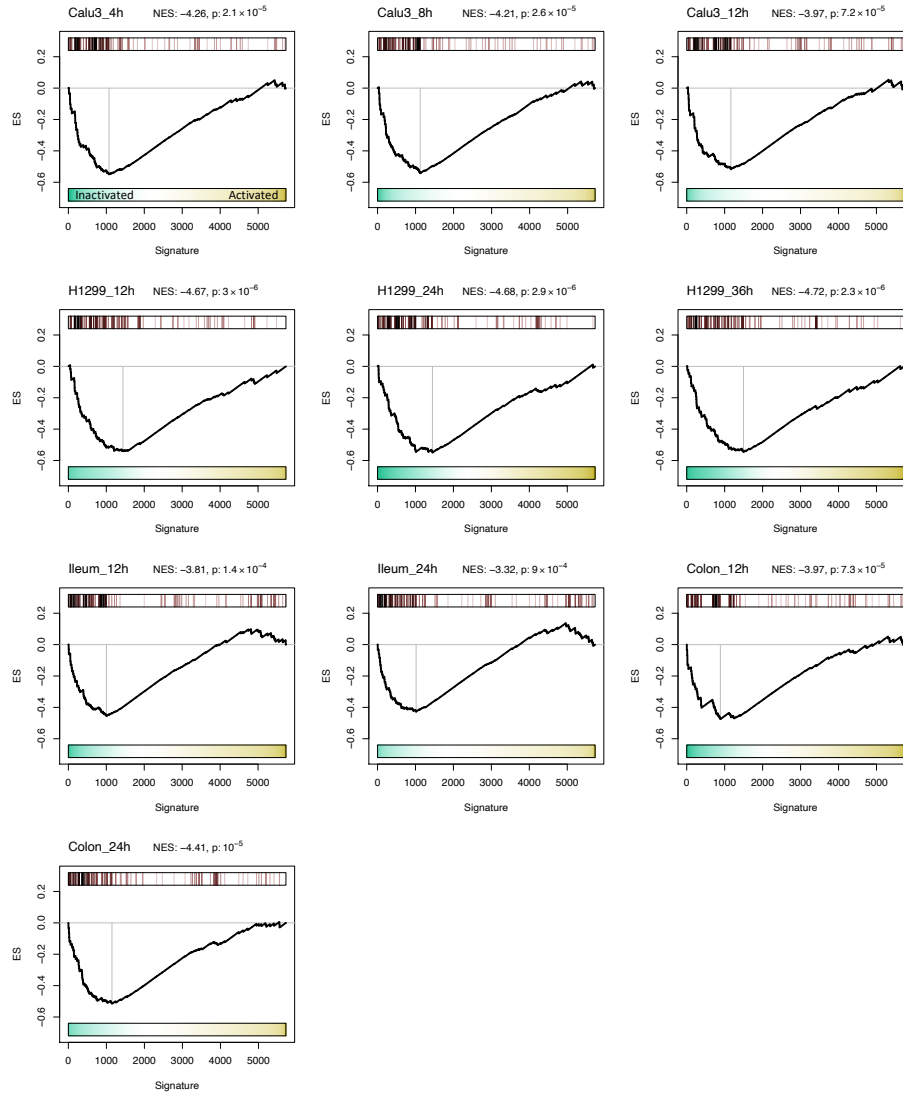 Calu3_4h NES: −4.26, p: 2.1 × 10−5 Calu3_8h NES: −4.21, p: 2.6 × 10−5 Calu3_12h NES: −3.97, p: 7.2 × 10−5
ES 0.2 0.0 −0.2 −0.4 −0.6 0.2 0.0 −0.2 −0.4 −0.6 ES 0.2 0.0 −0.2 −0.4 −0.6 ES
Inactivated Activated
0 1000 2000 3000 4000 5000 0 1000 2000 3000 4000 5000 0 1000 2000 3000 4000 5000
Signature Signature Signature
H1299_12h NES: −4.67, p: 3 × 10−6 H1299_24h NES: −4.68, p: 2.9 × 10−6 H1299_36h NES: −4.72, p: 2.3 × 10−6
ES 0.2 0.0 −0.2 −0.4 −0.6 ES 0.2 0.0 −0.2 −0.4 −0.6 ES 0.2 0.0 −0.2 −0.4 −0.6
0 1000 2000 3000 4000 5000 0 1000 2000 3000 4000 5000 0 1000 2000 3000 4000 5000
Signature Signature Signature
Ileum_12h NES: −3.81, p: 1.4 × 10−4 Ileum_24h NES: −3.32, p: 9 × 10−4 Colon_12h NES: −3.97, p: 7.3 × 10−5
ES 0.2 0.0 −0.2 −0.4 −0.6 ES 0.2 0.0 −0.2 −0.4 −0.6 ES 0.2 0.0 −0.2 −0.4 −0.6
0 1000 2000 3000 4000 5000 0 1000 2000 3000 4000 5000 0 1000 2000 3000 4000 5000
Signature Signature Signature
Colon_24h NES: −4.41, p: 10−5
ES 0.2 0.0 −0.2 −0.4 −0.6
0 1000 2000 3000 4000 5000
Signature